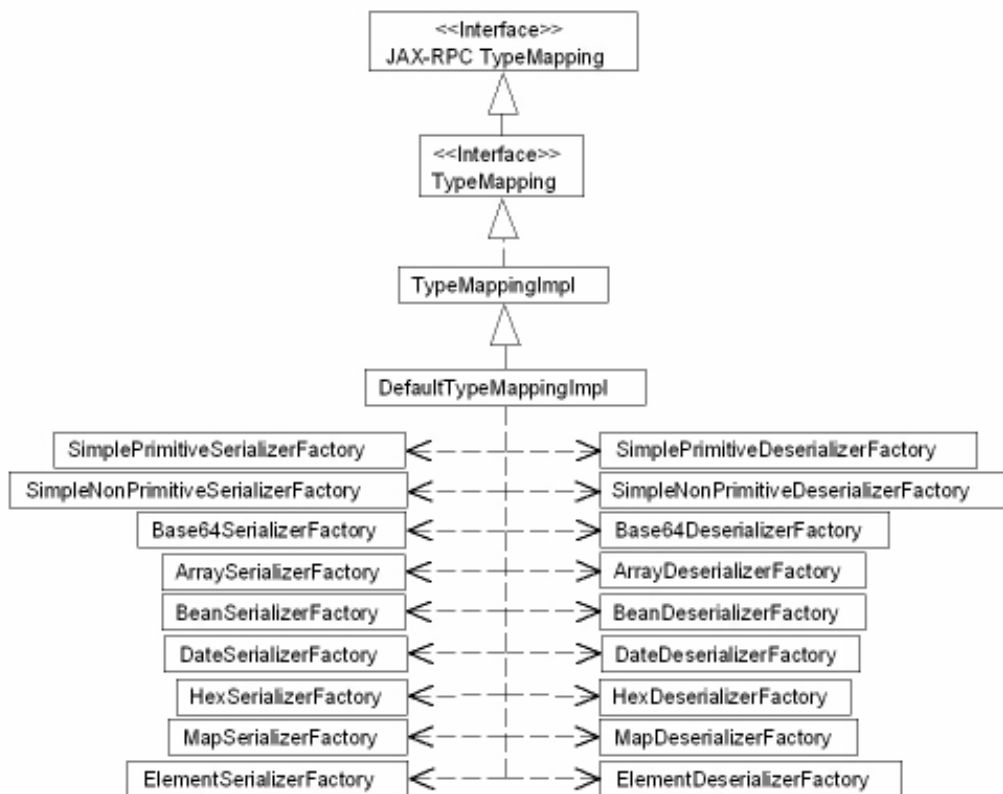 <<Interface>>
JAX-RPC TypeMapping
<<Interface>>
TypeMapping
TypeMappingImpl
DefaultTypeMappingImpl
SimplePrimitiveSerializerFactory
SimplePrimitiveDeserializerFactory
SimpleNonPrimitiveSerializerFactory
SimpleNonPrimitiveDeserializerFactory
Base64SerializerFactory
Base64DeserializerFactory
ArraySerializerFactory
ArrayDeserializerFactory
BeanSerializerFactory
BeanDeserializerFactory
DateSerializerFactory
DateDeserializerFactory
HexSerializerFactory
HexDeserializerFactory
MapSerializerFactory
MapDeserializerFactory
ElementSerializerFactory
ElementDeserializerFactory